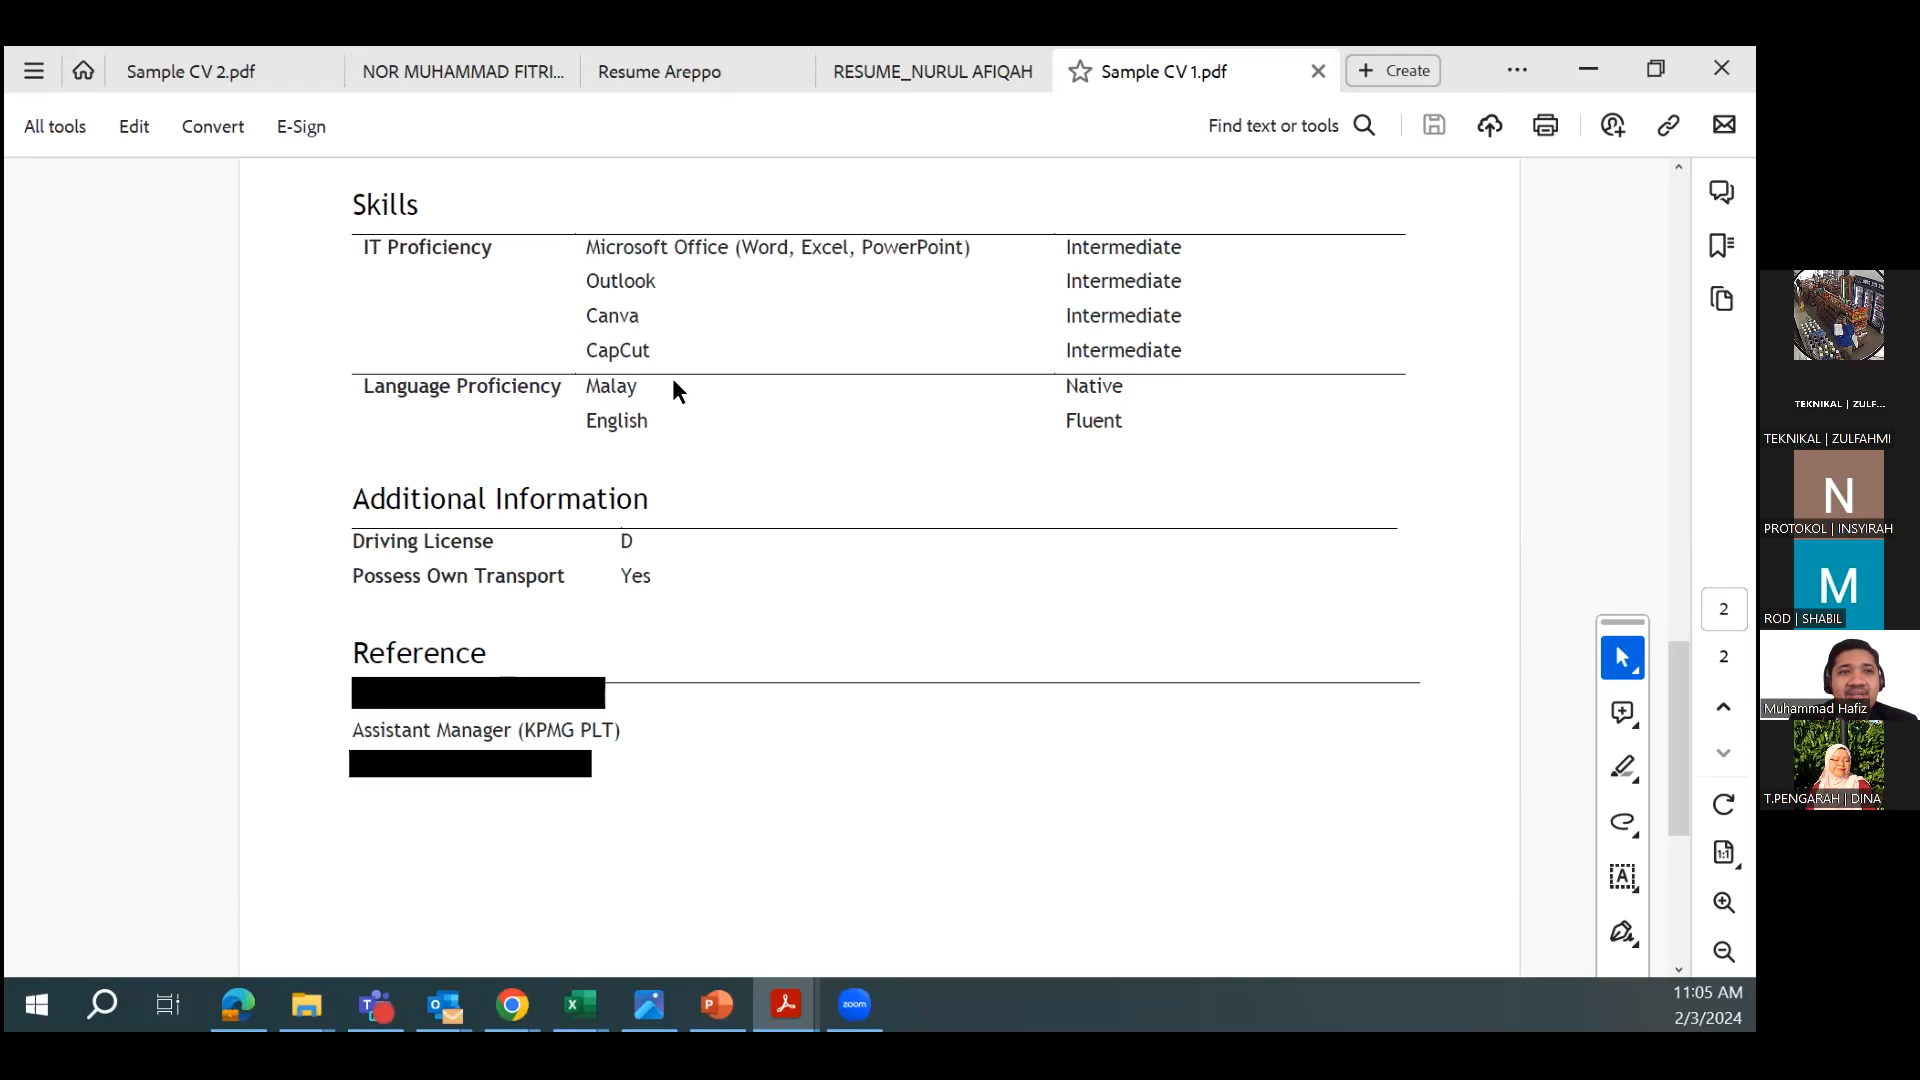 Sample CV 2.pdf
NOR MUHAMMAD FITRI...
Resume Areppo
RESUME_NURUL AFIQAH
Sample CV 1.pdf
Create
All tools
Edit
Convert
E-Sign
Find text or tools
Skills
IT Proficiency Microsoft Office (Word, Excel, PowerPoint) Intermediate
Outlook Intermediate
Canva Intermediate
CapCut Intermediate
Language Proficiency Malay Native
English Fluent
Additional Information
Driving License D
Possess Own Transport Yes
Reference
Assistant Manager (KPMG PLT)
2
2
TEKNIKAL | ZULF...
TEKNIKAL | ZULFAHMI
N
PROTOKOL | INSYIRAH
M
ROD | SHABIL
Muhammad Hafiz
T.PENGARAH | DINA
zoom
11:05 AM
2/3/2024